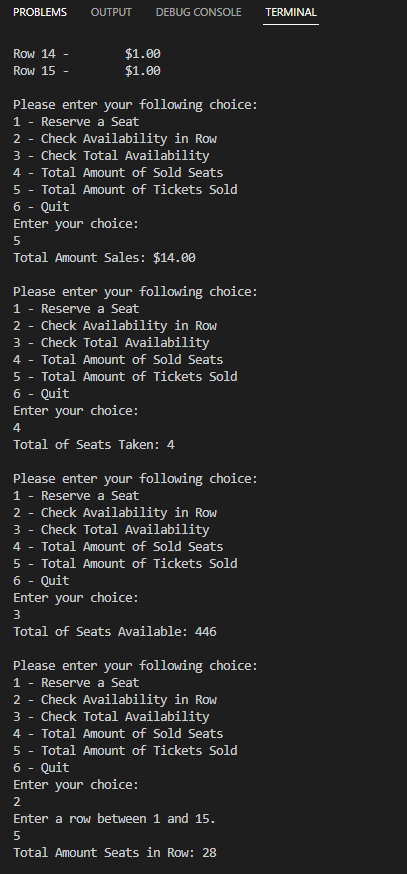 PROBLEMS OUTPUT DEBUG CONSOLE TERMINAL
Row 14 - $1.00
Row 15 - $1.00
Please enter your following choice:
1 - Reserve a Seat
2 - Check Availability in Row
3 - Check Total Availability
4 - Total Amount of Sold Seats
5 - Total Amount of Tickets Sold
6 - Quit
Enter your choice:
5
Total Amount Sales: $14.00
Please enter your following choice:
1 - Reserve a Seat
2 - Check Availability in Row
3 - Check Total Availability
4 - Total Amount of Sold Seats
5 - Total Amount of Tickets Sold
6 - Quit
Enter your choice:
4
Total of Seats Taken: 4
Please enter your following choice:
1 - Reserve a Seat
2 - Check Availability in Row
3 - Check Total Availability
4 - Total Amount of Sold Seats
5 - Total Amount of Tickets Sold
6 - Quit
Enter your choice:
3
Total of Seats Available: 446
Please enter your following choice:
1 - Reserve a Seat
2 - Check Availability in Row
3 - Check Total Availability
4 - Total Amount of Sold Seats
5 - Total Amount of Tickets Sold
6 - Quit
Enter your choice:
2
Enter a row between 1 and 15.
5
Total Amount Seats in Row: 28